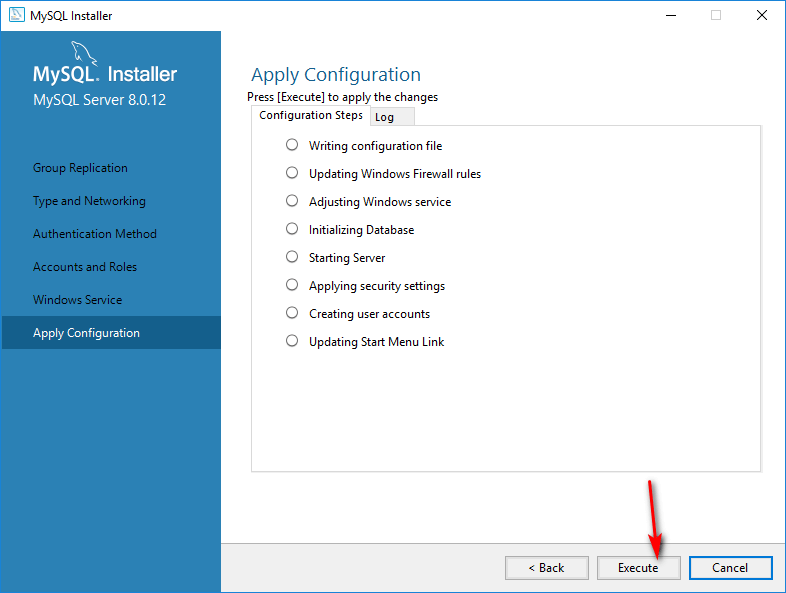 MySQL Installer
MySQL. Installer
MySQL Server 8.0.12
Group Replication
Type and Networking
Authentication Method
Accounts and Roles
Windows Service
Apply Configuration
Apply Configuration
Press [Execute] to apply the changes
Configuration Steps Log
Writing configuration file
Updating Windows Firewall rules
Adjusting Windows service
Initializing Database
Starting Server
Applying security settings
Creating user accounts
Updating Start Menu Link
< Back Execute Cancel